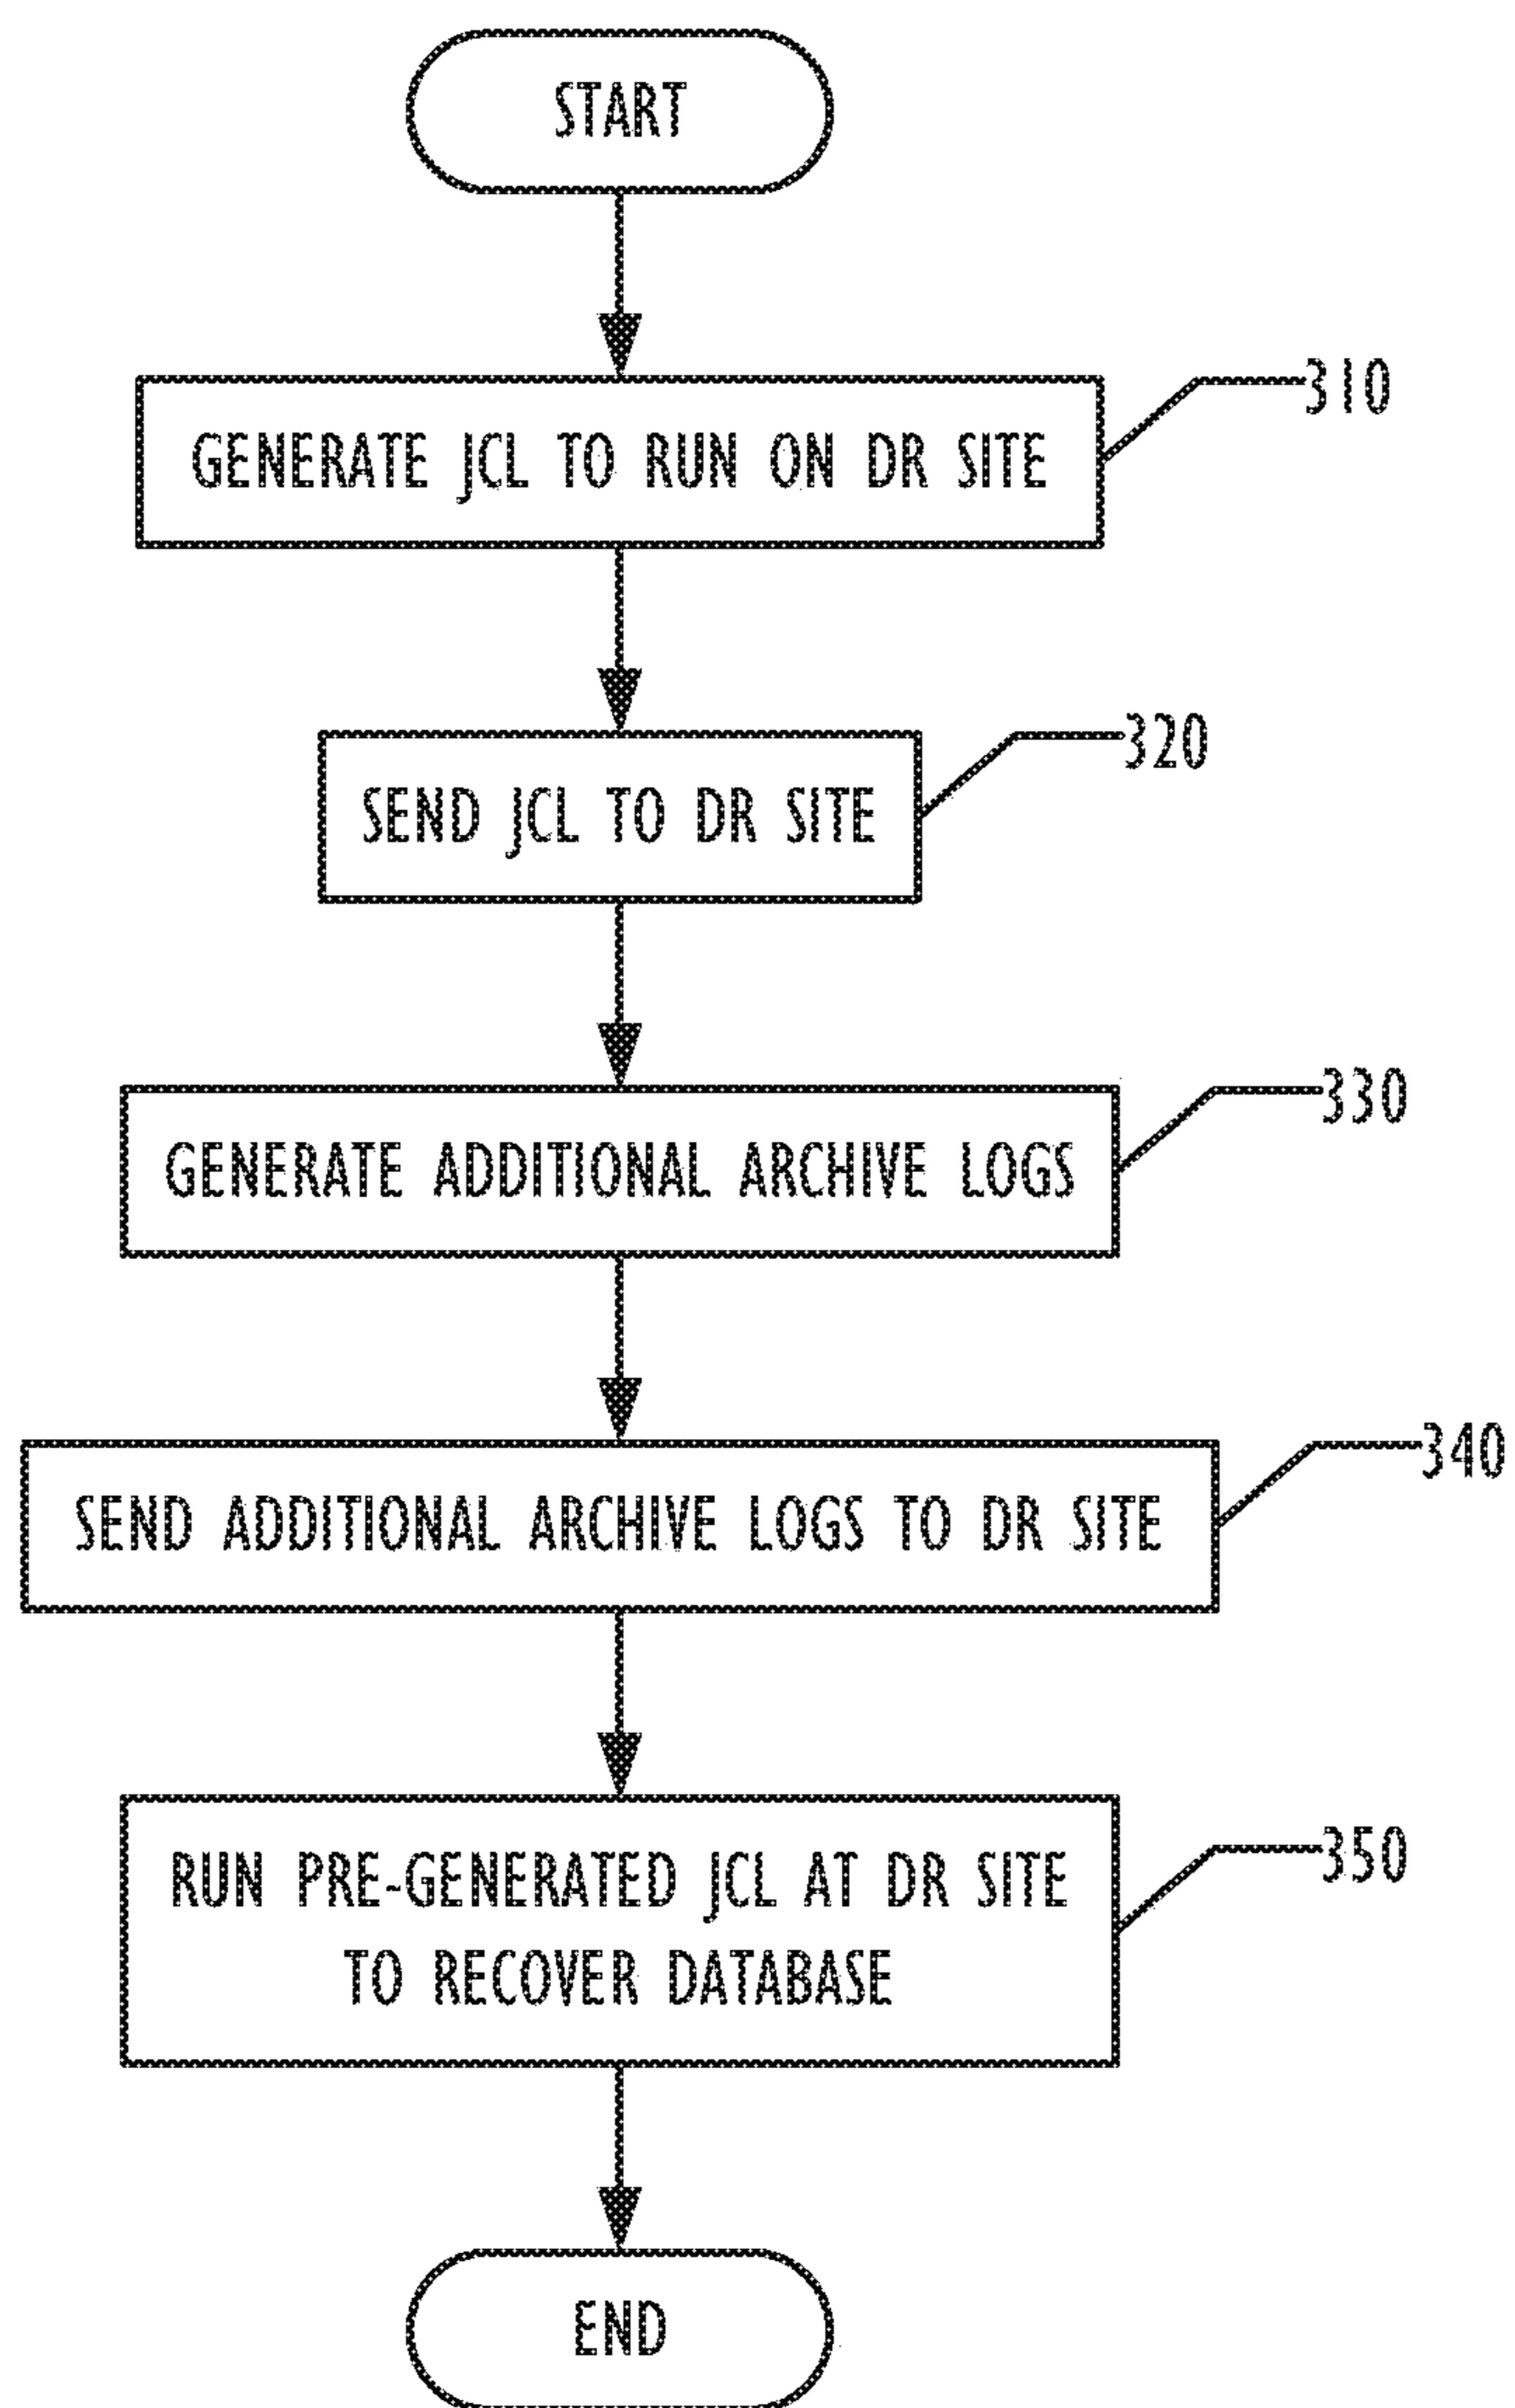 START
310
GENERATE JCL TO RUN ON DR SITE
320
SEND JCL TO DR SITE
330
GENERATE ADDITIONAL ARCHIVE LOGS
340
SEND ADDITIONAL ARCHIVE LOGS TO DR SITE
350
RUN PRE-GENERATED JCL AT DR SITE
TO RECOVER DATABASE
END